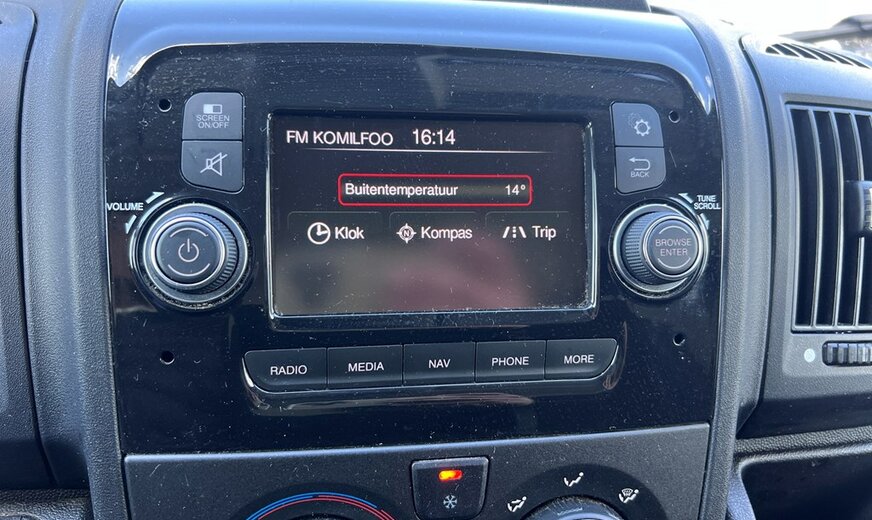 SCREEN
ON/OFF
FM KOMILFOO 16:14
Buitentemperatuur 14°
Klok Kompas Trip
BACK
VOLUME
TUNE
SCROLL
BROWSE
ENTER
N
RADIO MEDIA NAV PHONE MORE